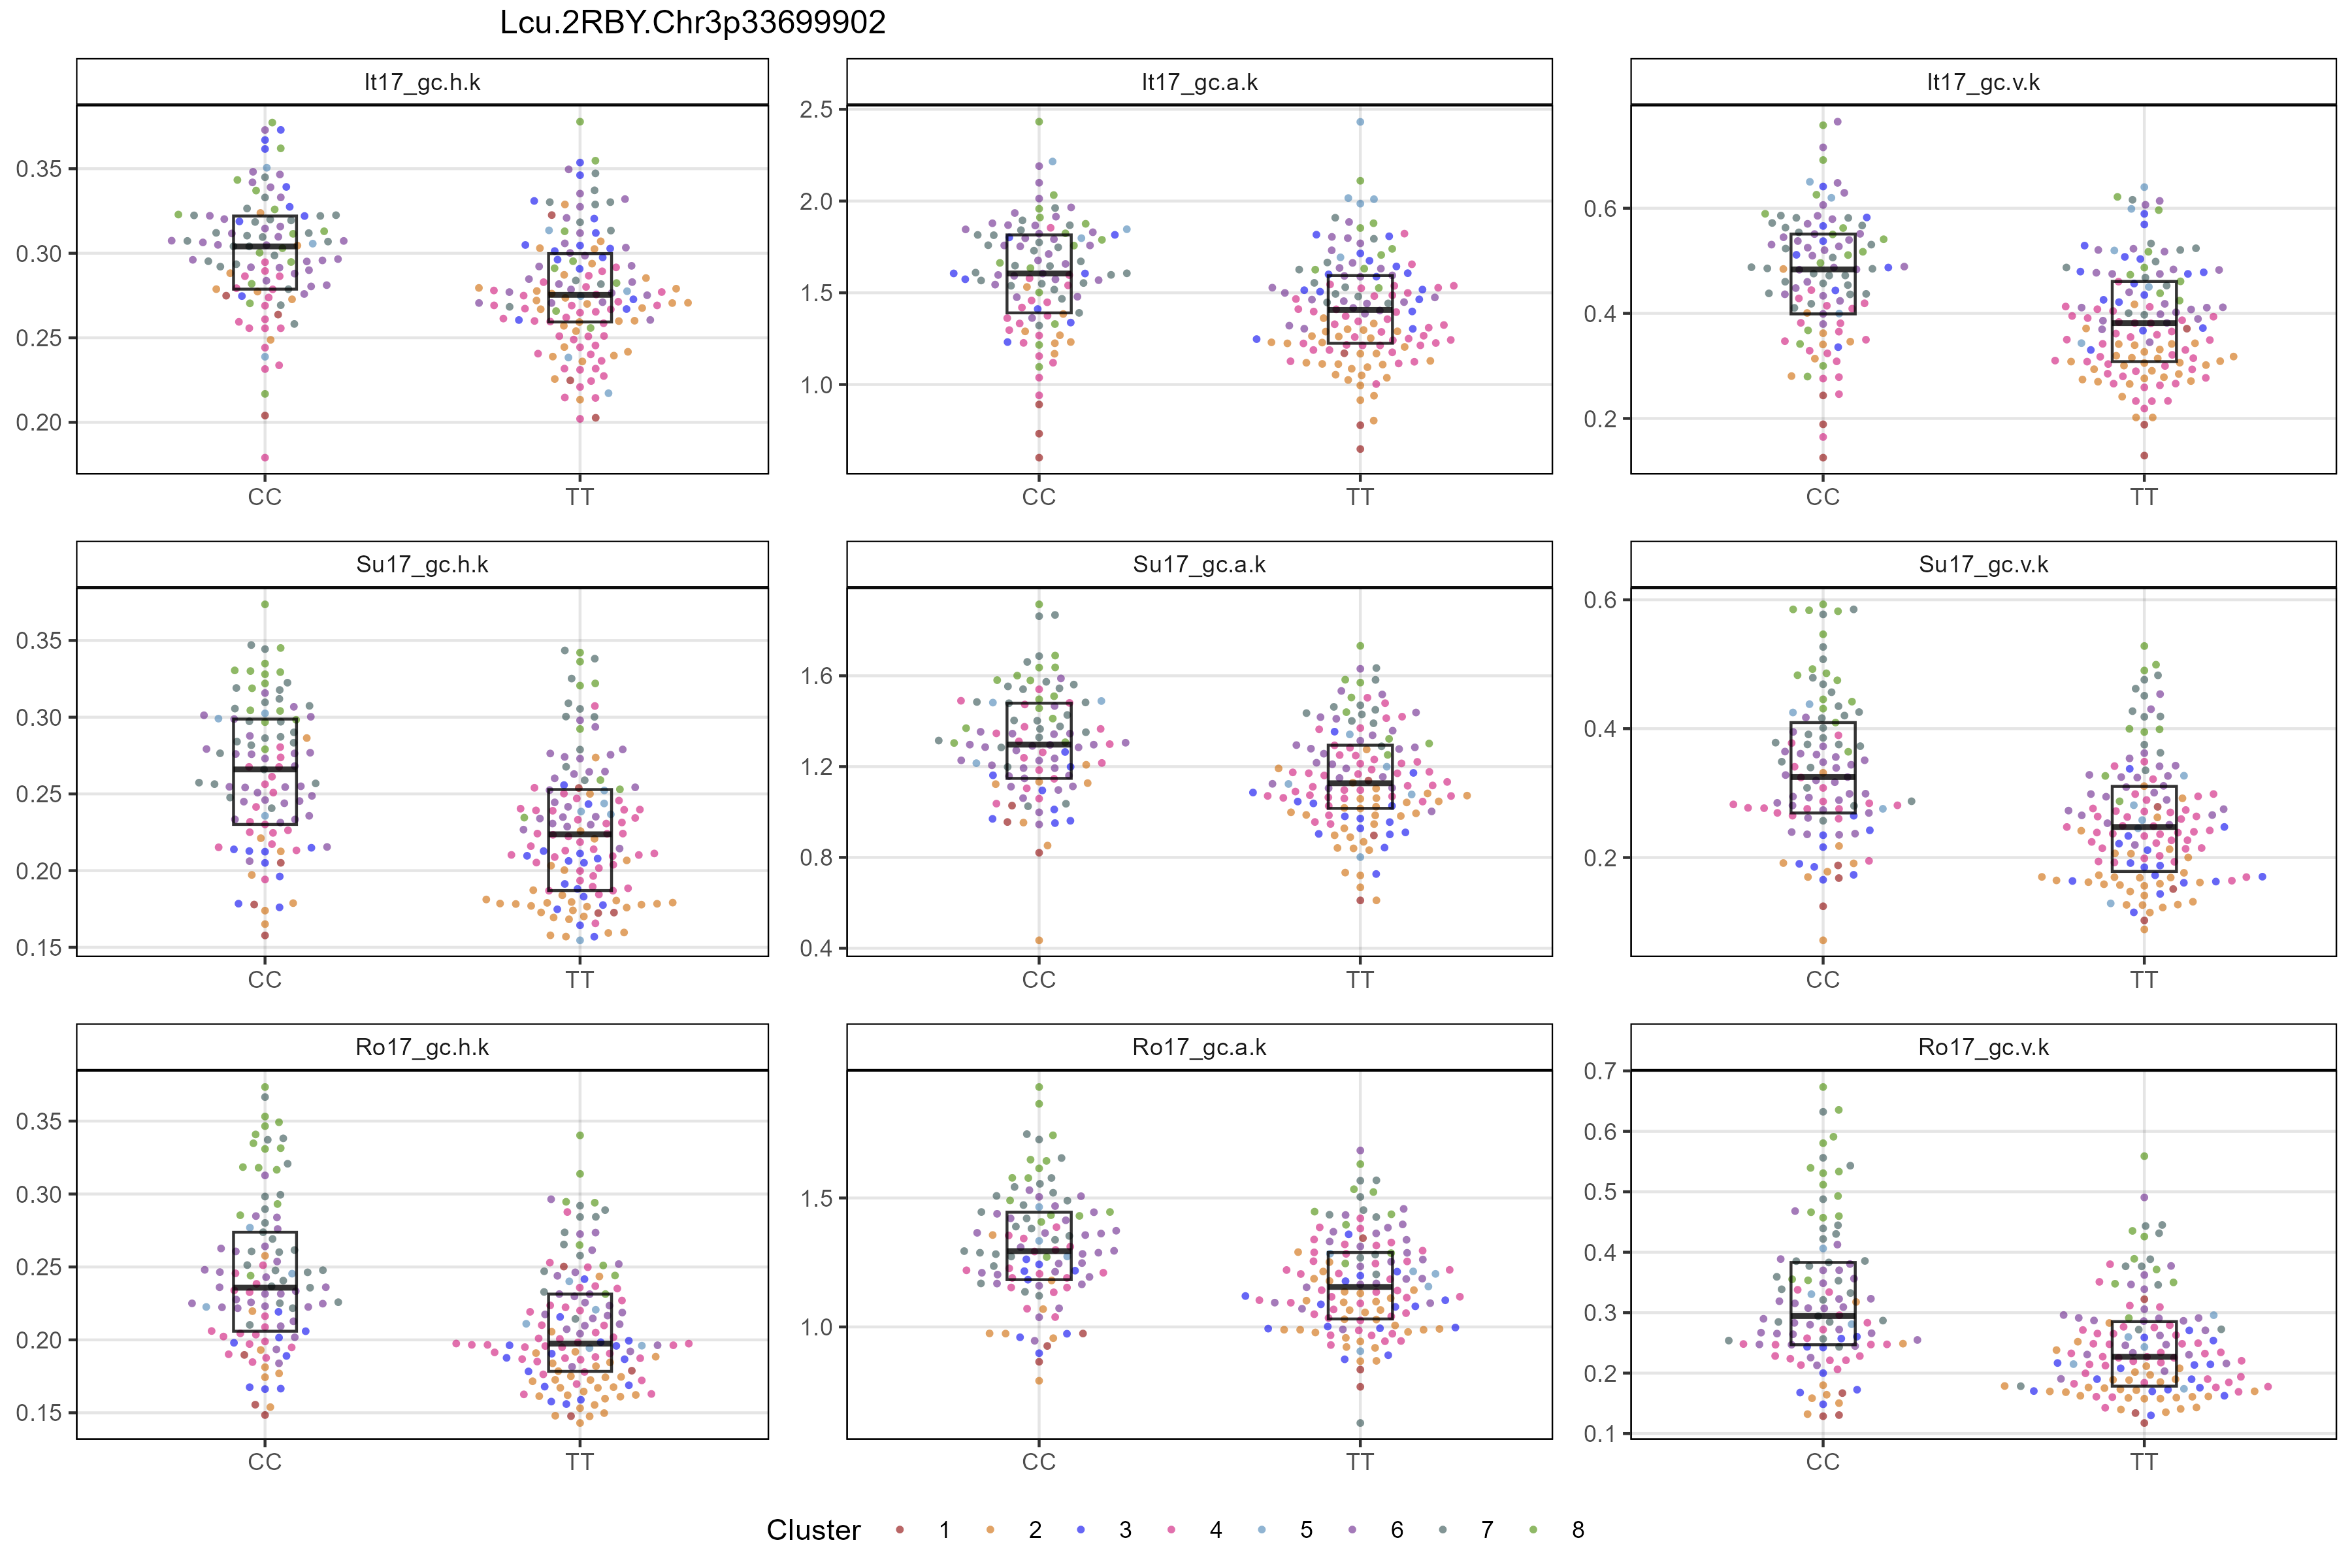 Lcu.2RBY.Chr3p33699902
It17_gc.h.k
It17_gc.a.k
It17_gc.v.k
0.35
0.30
0.25
0.20
CC
TT
2.5
2.0
1.5
1.0
CC
TT
0.6
0.4
0.2
CC
TT
Su17_gc.h.k
Su17_gc.a.k
Su17_gc.v.k
0.35
0.30
0.25
0.20
0.15
CC
TT
1.6
1.2
0.8
0.4
CC
TT
0.6
0.4
0.2
CC
TT
Ro17_gc.h.k
Ro17_gc.a.k
Ro17_gc.v.k
0.35
0.30
0.25
0.20
0.15
CC
TT
1.5
1.0
CC
TT
0.7
0.6
0.5
0.4
0.3
0.2
0.1
CC
TT
Cluster 1 2 3 4 5 6 7 8